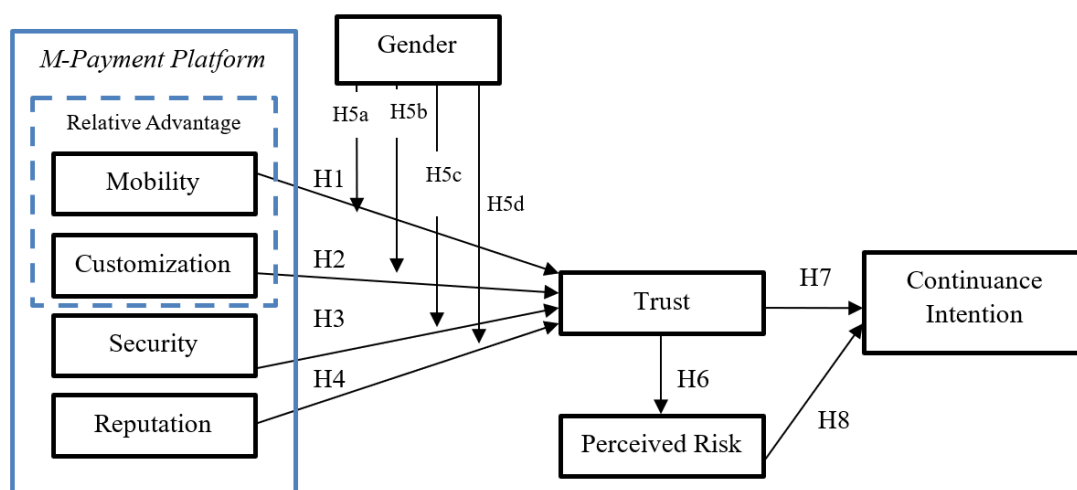 Gender
M-Payment Platform
Relative Advantage
H5a
H5b
H5c
H5d
Mobility
H1
Customization
H2
Security
H3
Reputation
H4
Trust
H7
Continuance
Intention
H6
Perceived Risk
H8